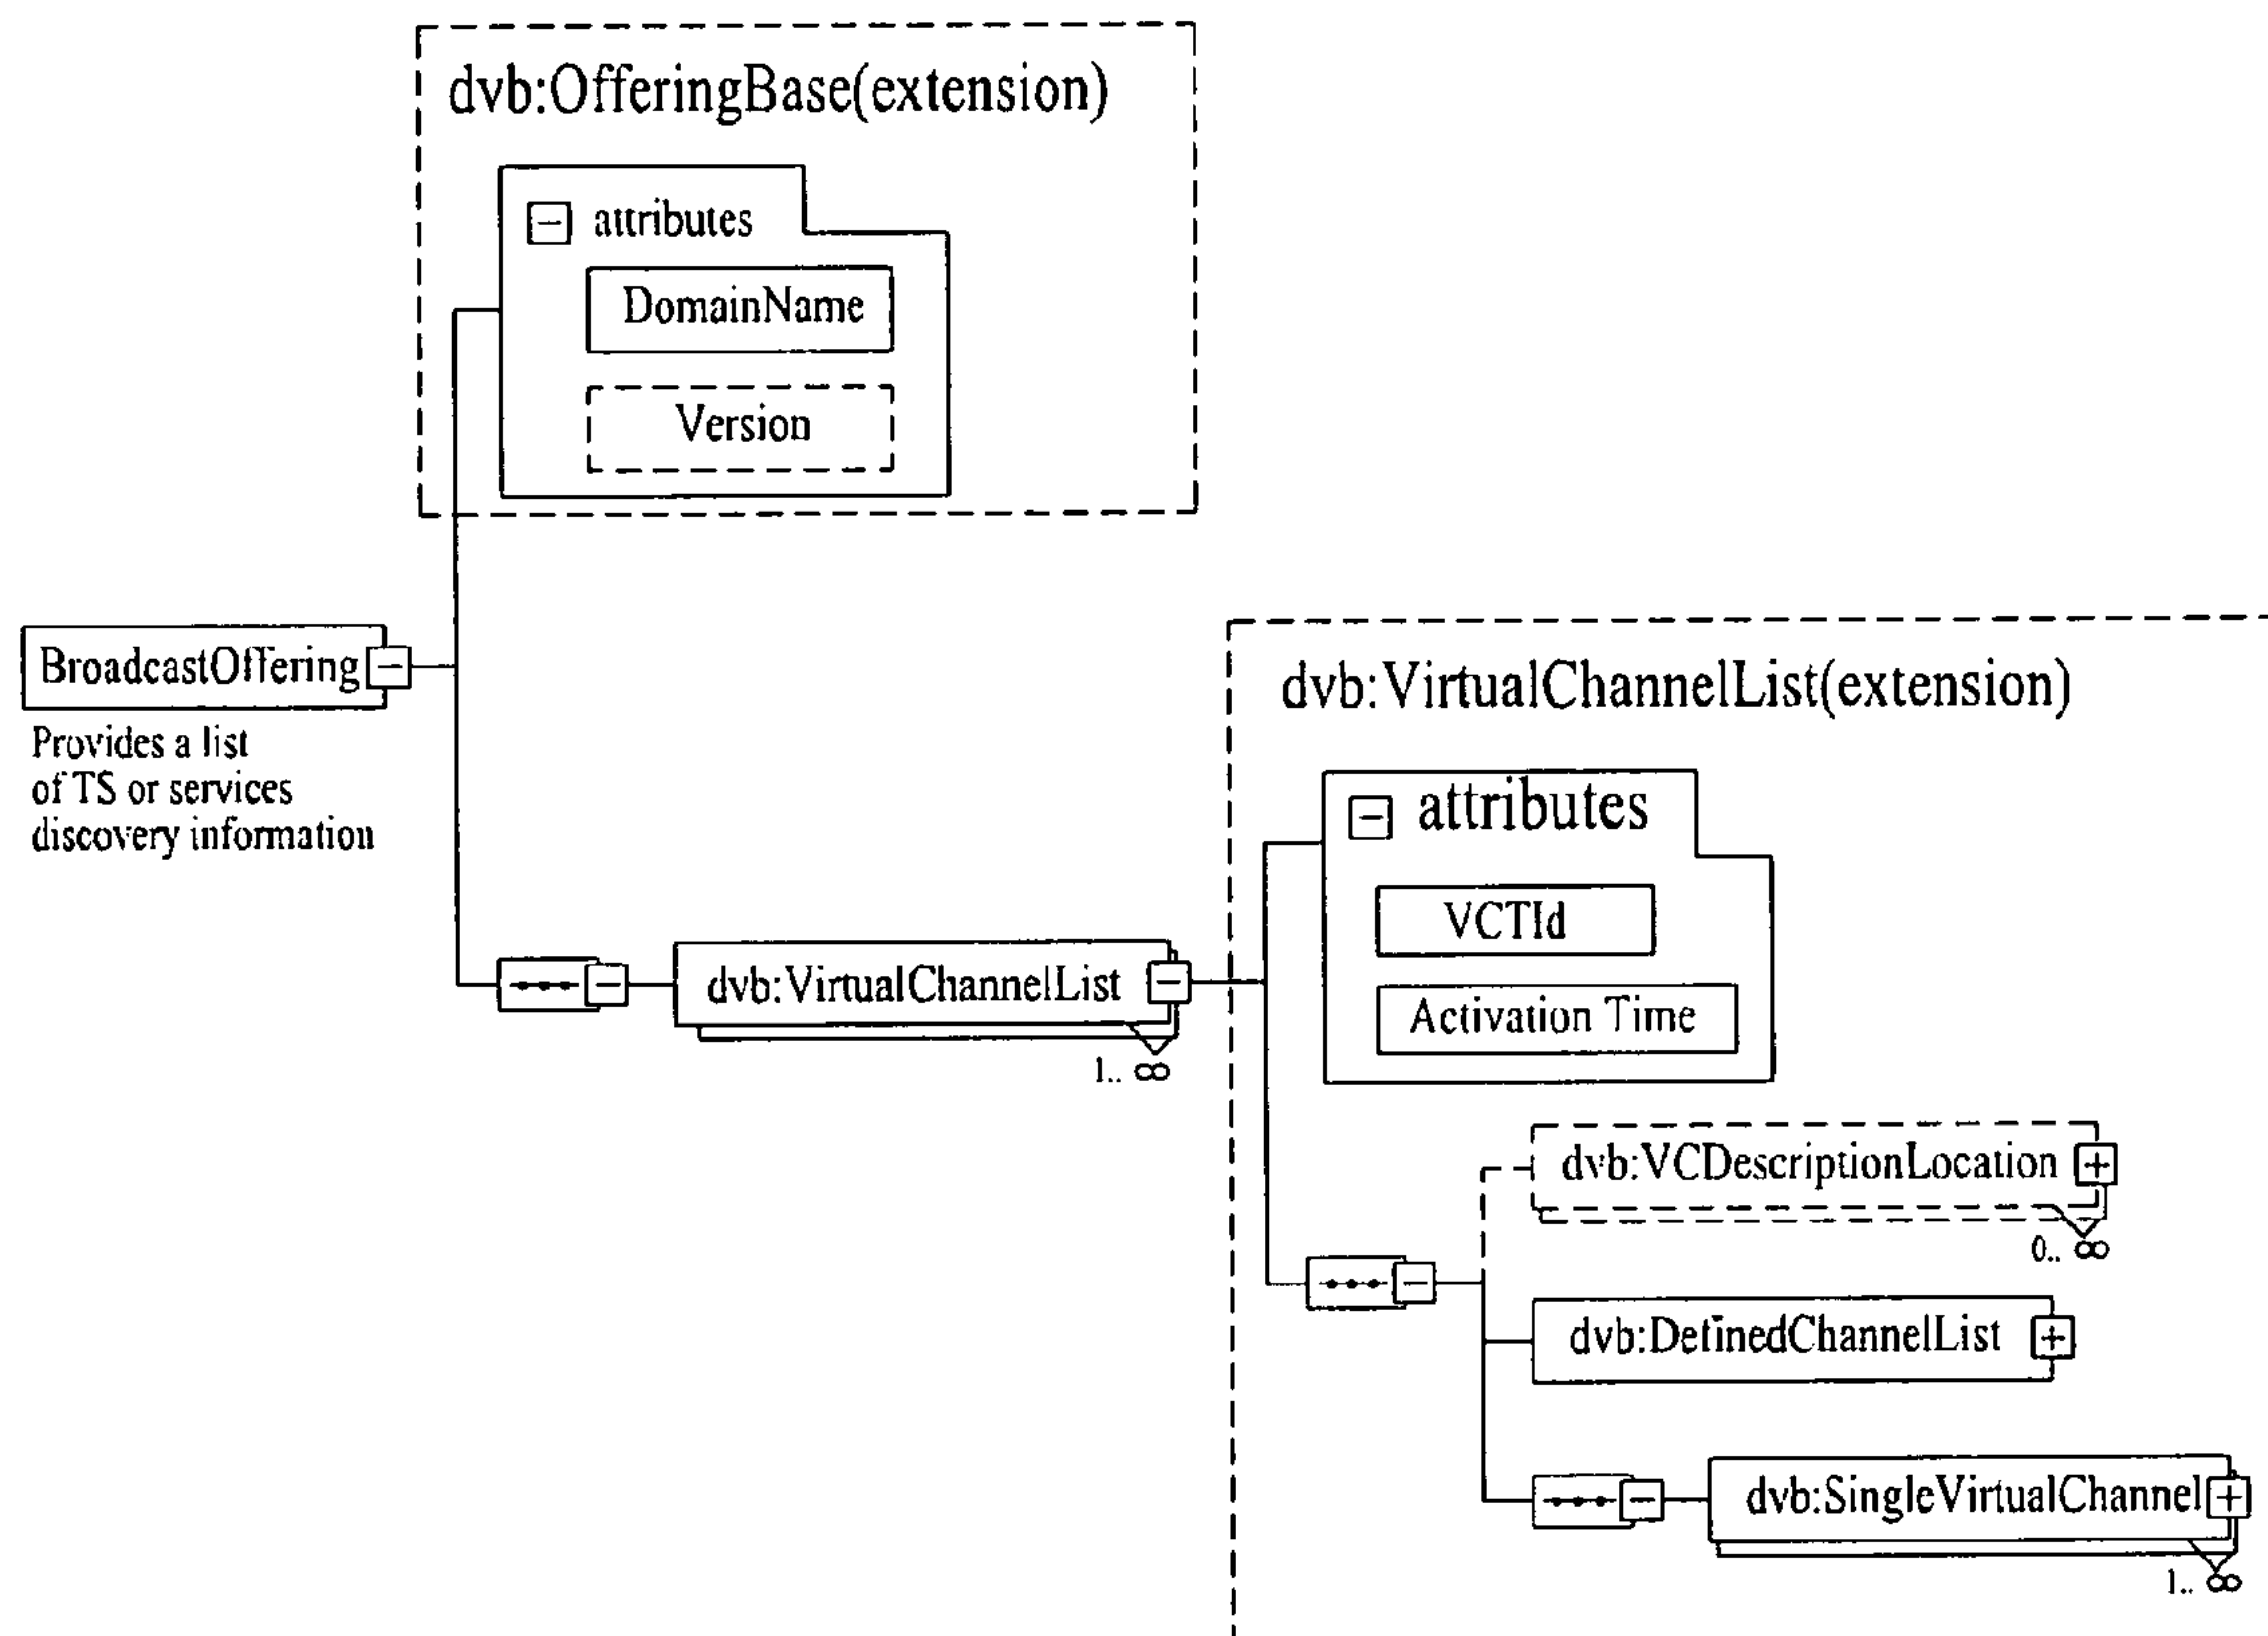 dvb:OfferingBase(extension)
attributes
DomainName
Version
BroadcastOffering
Provides a list
of TS or services
discovery information
dvb:VirtualChannelList
1.. ∞
dvb:VirtualChannelList(extension)
attributes
VCTId
Activation Time
dvb:VCDescriptionLocation
0.. ∞
dvb:DefinedChannelList
dvb:SingleVirtualChannel
1.. ∞